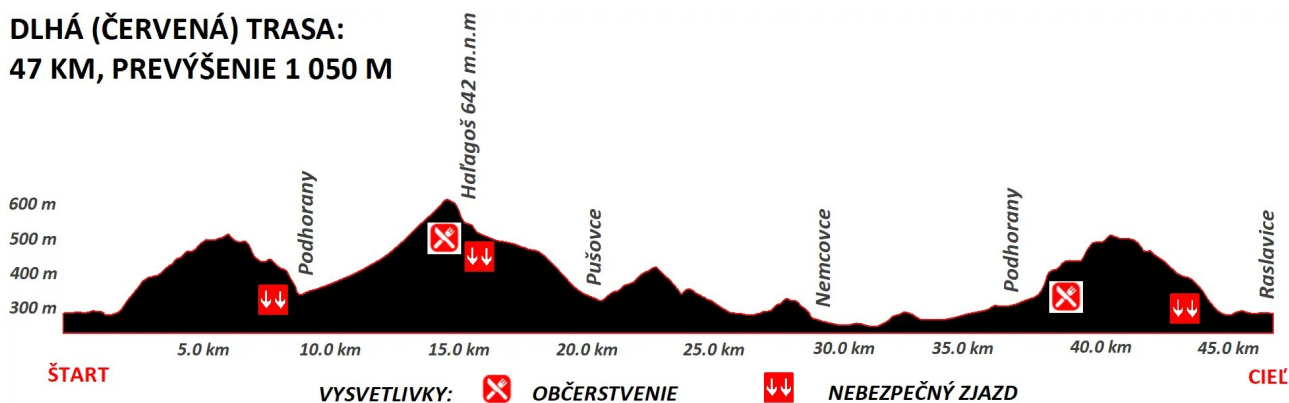 DLHÁ (ČERVENÁ) TRASA:
47 KM, PREVÝŠENIE 1 050 M
Haľagoš 642 m.n.m
Podhorany
Pušovce
Nemcovce
Podhorany
Raslavice
600 m
500 m
400 m
300 m
5.0 km
10.0 km
15.0 km
20.0 km
25.0 km
30.0 km
35.0 km
40.0 km
45.0 km
ŠTART
CIEĽ
VYSVETLIVKY:
OBČERSTVENIE
NEBEZPEČNÝ ZJAZD